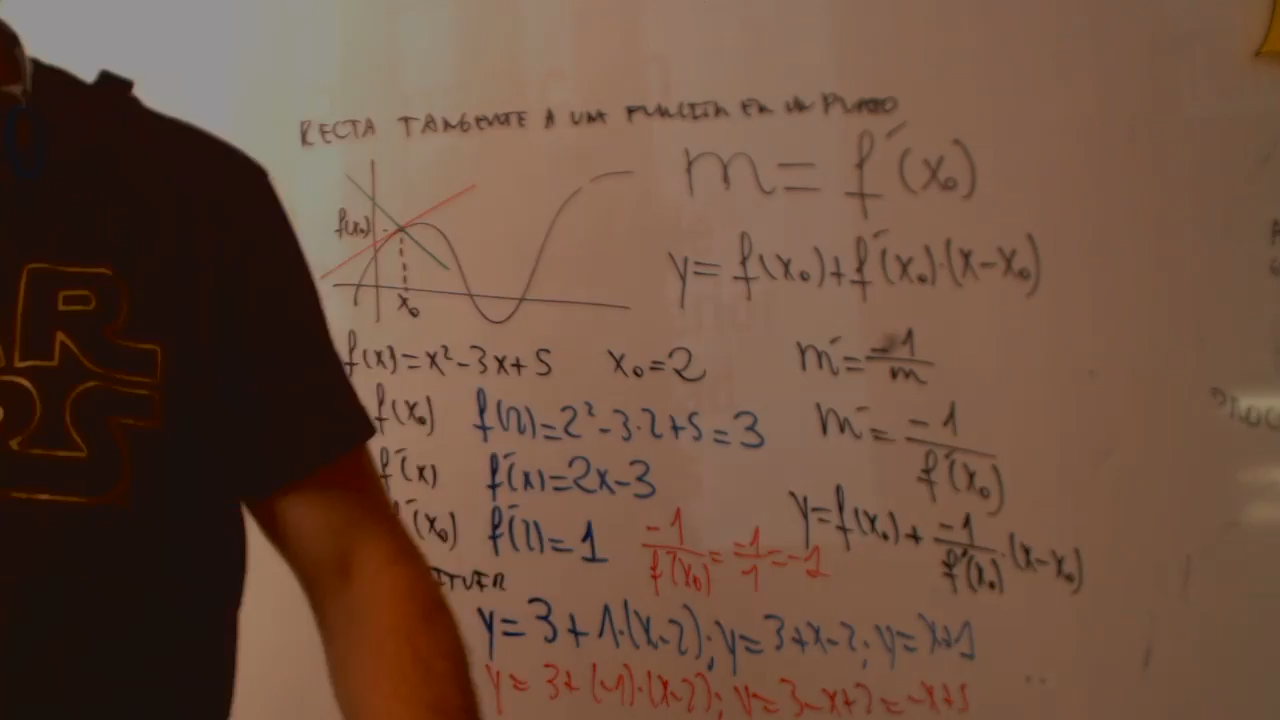 RECTA TANGENTE A UNA FUNCIÓN EN UN PUNTO
m = f'(x₀)
f(x₀)
x₀
y = f(x₀) + f'(x₀)·(x-x₀)
f(x) = x² - 3x + 5 x₀ = 2
m' = -1/m
f(x₀) f(2) = 2² - 3·2 + 5 = 3
m' = -1/f'(x₀)
f'(x) f'(x) = 2x - 3
y = f(x₀) + -1/f'(x₀)·(x-x₀)
'(x₀) f'(2) = 1 -1/f'(x₀) = -1/1 = -1
ITUER
y = 3 + 1·(x-2); y = 3 + x - 2; y = x + 1
y = 3 + (-1)·(x-2); y = 3 - x + 2 = -x + 5